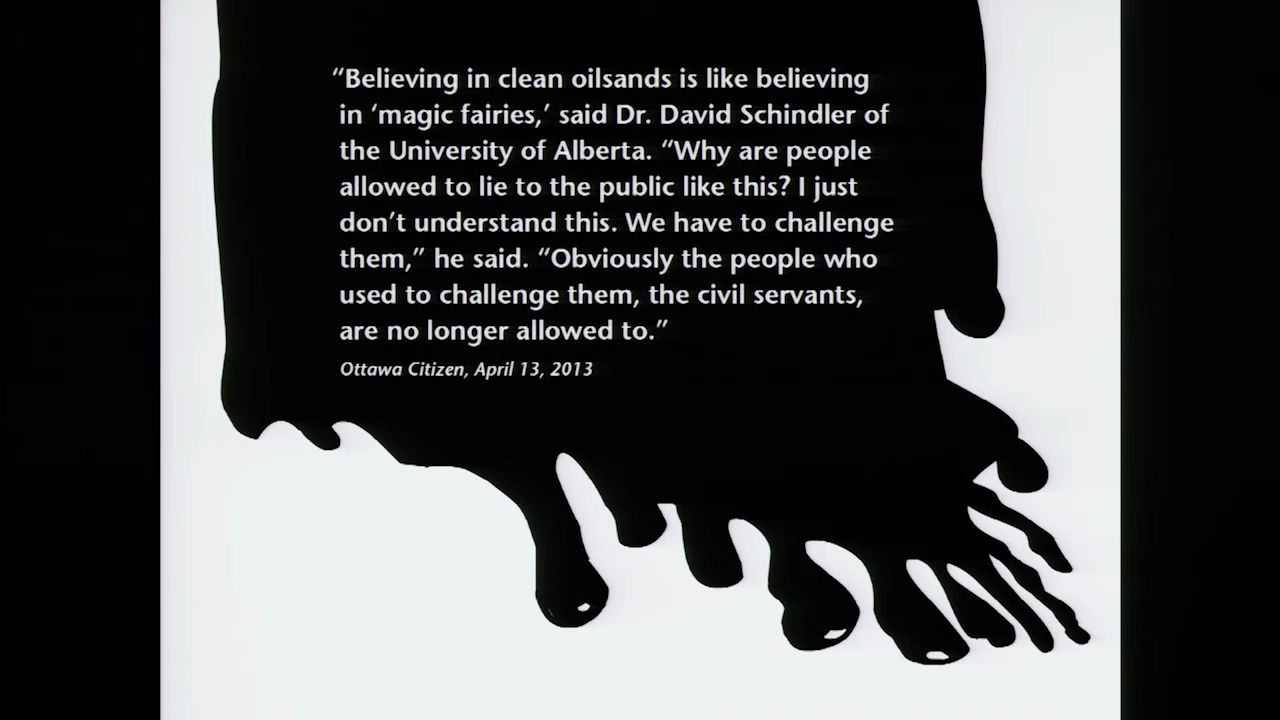 “Believing in clean oilsands is like believing
in ‘magic fairies,’ said Dr. David Schindler of
the University of Alberta. “Why are people
allowed to lie to the public like this? I just
don’t understand this. We have to challenge
them,” he said. “Obviously the people who
used to challenge them, the civil servants,
are no longer allowed to.”
Ottawa Citizen, April 13, 2013